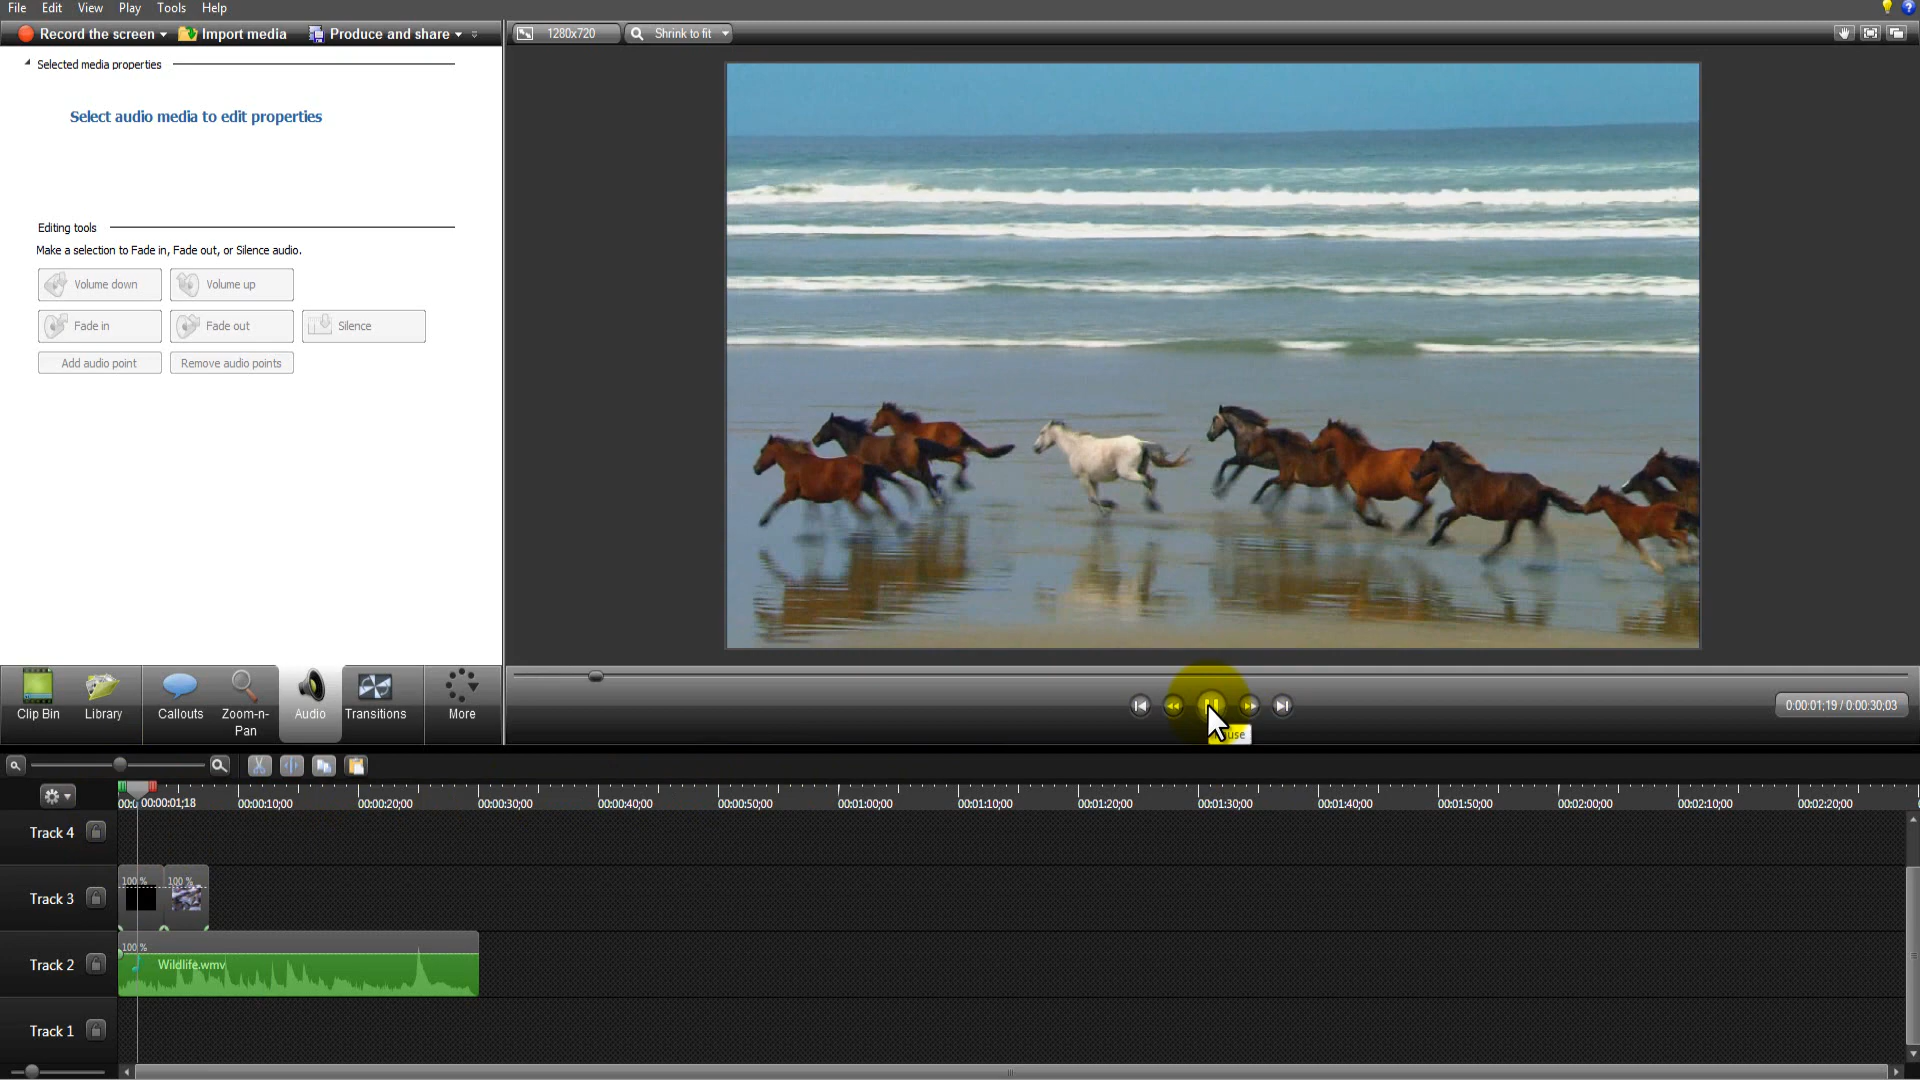 File Edit View Play Tools Help
Record the screen Import media Produce and share
1280x720 Shrink to fit
Selected media properties
Select audio media to edit properties
Editing tools
Make a selection to Fade in, Fade out, or Silence audio.
Volume down Volume up
Fade in Fade out Silence
Add audio point Remove audio points
Clip Bin Library Callouts Zoom-n-Pan Audio Transitions More
0:00:01;19 / 0:00:30;03
00:00:01;18 00:00:10;00 00:00:20;00 00:00:30;00 00:00:40;00 00:00:50;00 00:01:00;00 00:01:10;00 00:01:20;00 00:01:30;00 00:01:40;00 00:01:50;00 00:02:00;00 00:02:10;00 00:02:20;00
Track 4
100 % 100 %
Track 3
100 %
Track 2 Wildlife.wmv
Track 1